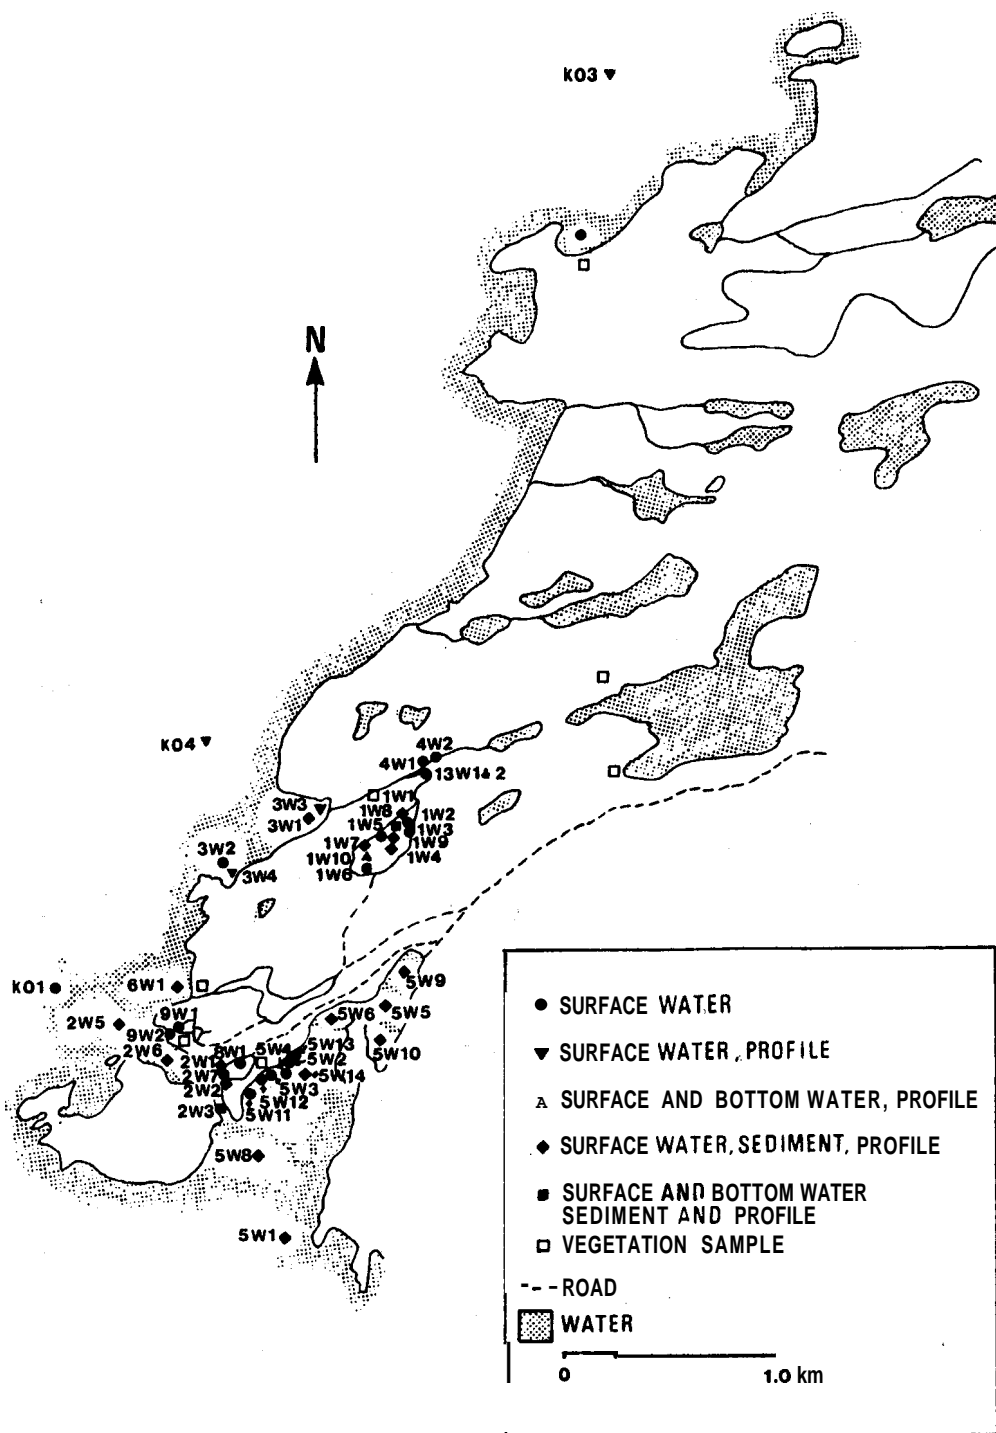 K03
N
K04
4W2
4W1
13W1&2
3W3
3W1
1W1
1W8
1W2
1W5
1W3
1W7
1W9
1W10
1W4
1W6
3W2
3W4
K01
6W1
5W9
2W5
9W1
9W2
5W6
5W5
2W6
8W1
5W4
5W13
5W10
2W1
5W2
2W7
5W14
2W2
5W3
5W12
2W3
5W11
5W8
5W1
SURFACE WATER
SURFACE WATER, PROFILE
A SURFACE AND BOTTOM WATER, PROFILE
SURFACE WATER, SEDIMENT, PROFILE
SURFACE AND BOTTOM WATER
SEDIMENT AND PROFILE
VEGETATION SAMPLE
ROAD
WATER
0 1.0 km